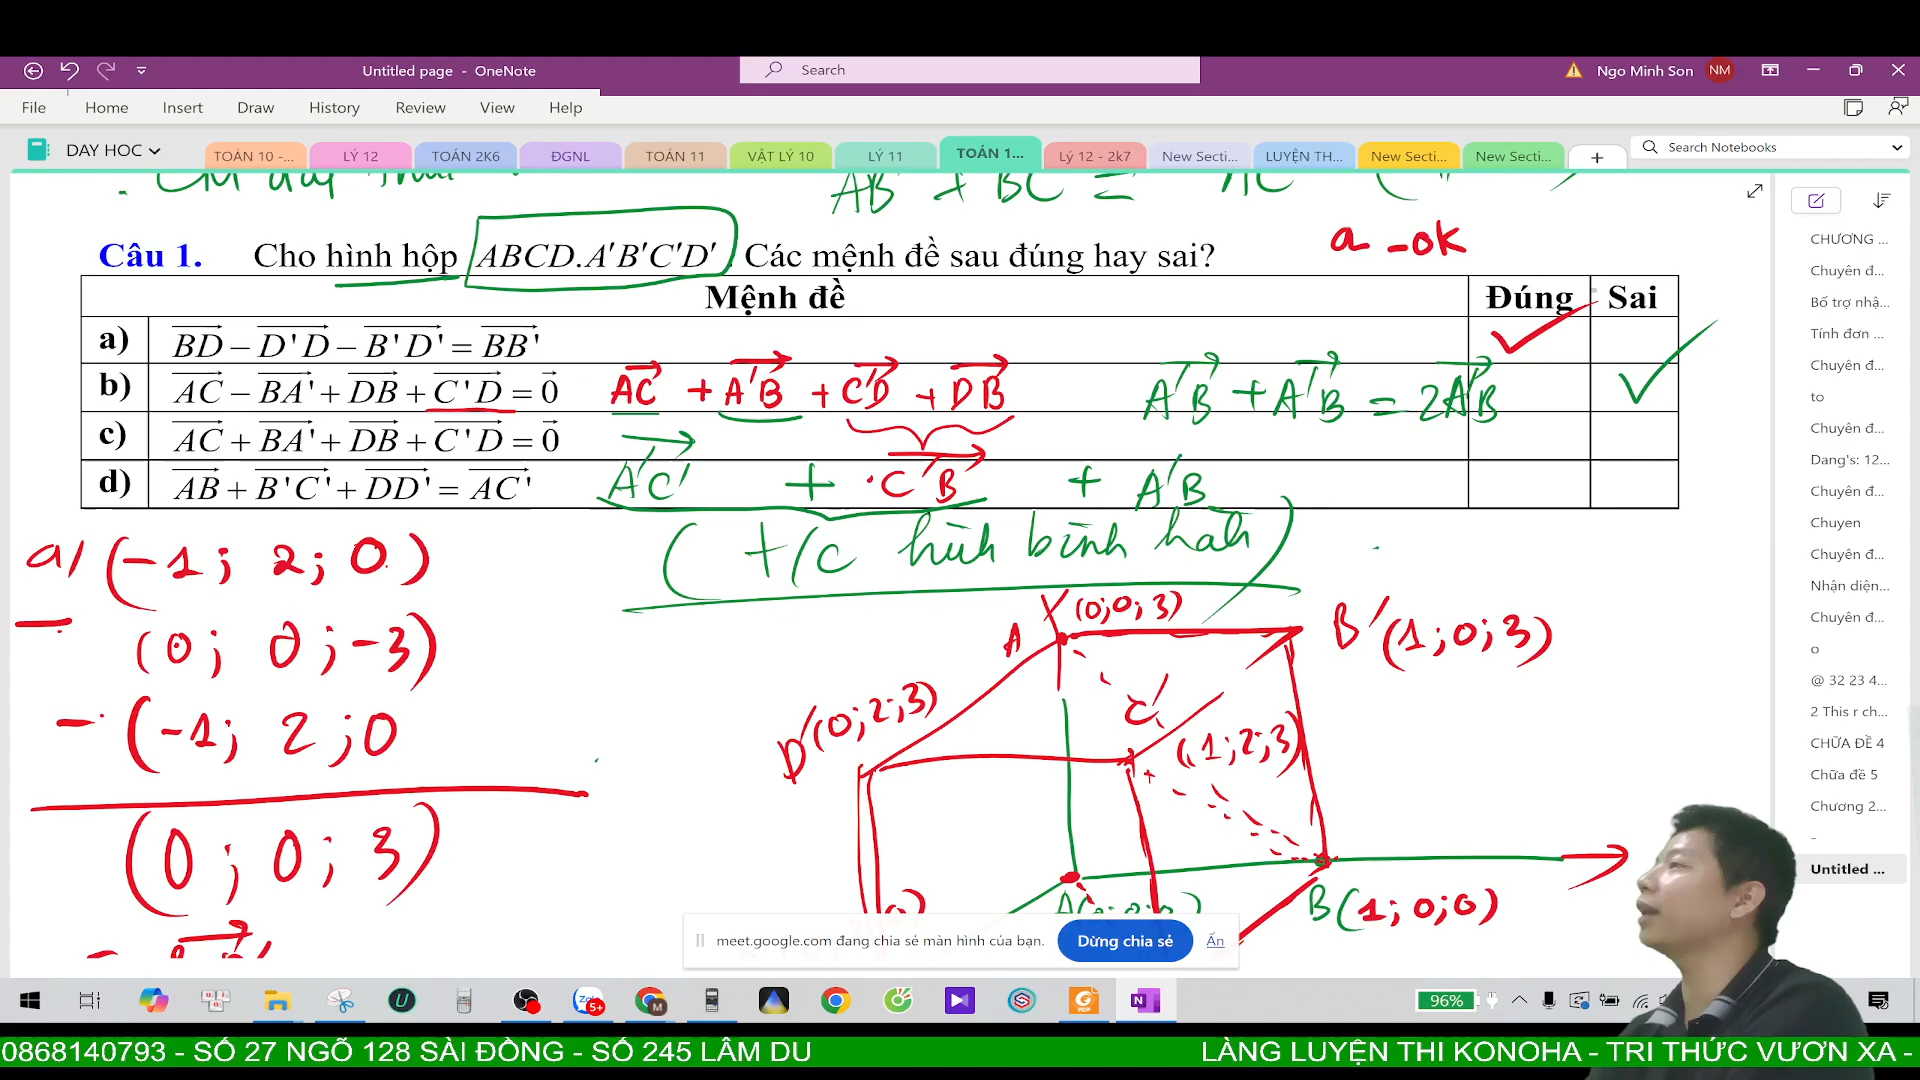 Untitled page - OneNote
Search
Ngo Minh Son NM
File Home Insert Draw History Review View Help
DAY HOC
TOÁN 10 -... LÝ 12 TOÁN 2K6 ĐGNL TOÁN 11 VẬT LÝ 10 LÝ 11 TOÁN 1... Lý 12 - 2k7 New Secti... LUYỆN TH... New Secti... New Secti... +
Search Notebooks
AB + BC = AC
a - ok
Câu 1. Cho hình hộp ABCD.A'B'C'D'. Các mệnh đề sau đúng hay sai?
Mệnh đề Đúng Sai
a) BD – D'D – B'D' = BB'
b) AC – BA' + DB + C'D = 0 AC + A'B + C'D + DB A'B + A'B = 2A'B
c) AC + BA' + DB + C'D = 0
d) AB + B'C' + DD' = AC' A'C' + C'B + A'B
(t/c hình bình hành)
a/ (-1; 2; 0)
- (0; 0; -3)
- (-1; 2; 0
(0; 0; 3)
A (0; 0; 3)
B' (1; 0; 3)
D' (0; 2; 3)
C' (1; 2; 3)
B (1; 0; 0)
CHƯƠNG ...
Chuyên đ...
Bổ trợ nhậ...
Tính đơn ...
Chuyên đ...
to
Chuyên đ...
Dang's: 12...
Chuyên đ...
Chuyen
Chuyên đ...
Nhận diện...
Chuyên đ...
o
@ 32 23 4...
2 This r ch...
CHỮA ĐỀ 4
Chữa đề 5
Chương 2...
-
Untitled ...
meet.google.com đang chia sẻ màn hình của bạn. Dừng chia sẻ Ẩn
96%
0868140793 - SỐ 27 NGÕ 128 SÀI ĐỒNG - SỐ 245 LÂM DU LÀNG LUYỆN THI KONOHA - TRI THỨC VƯƠN XA -